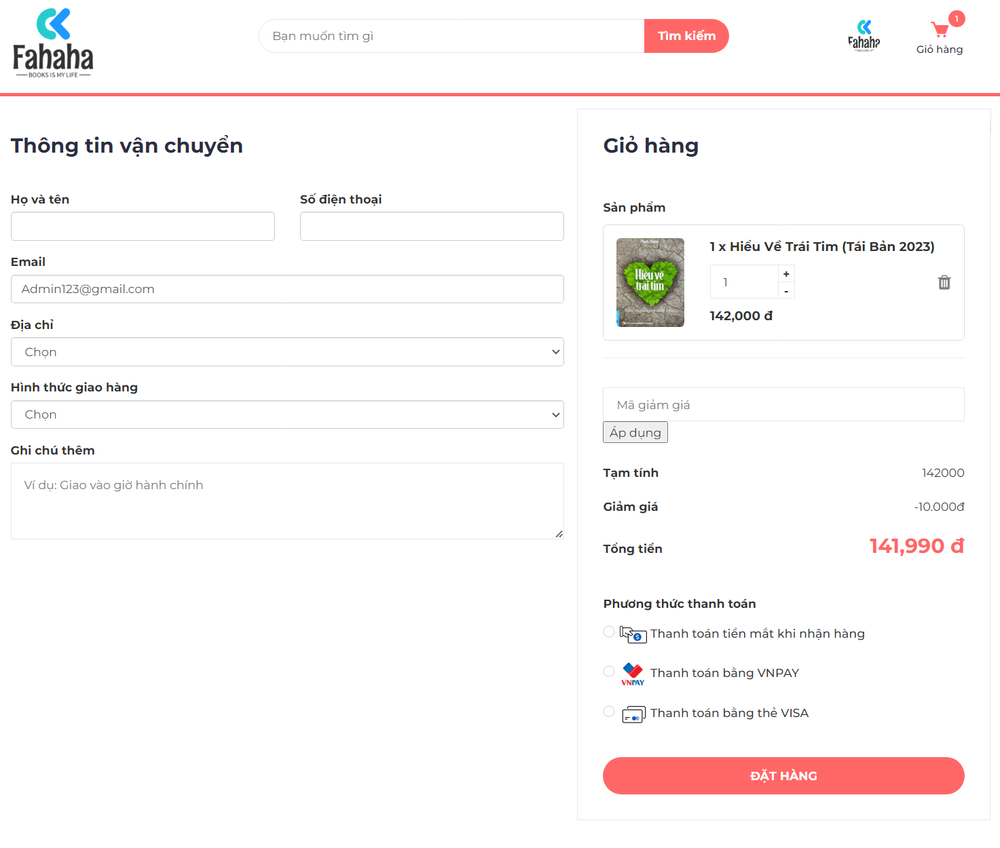 Fahaha
BOOKS IS MY LIFE
Bạn muốn tìm gì
Tìm kiếm
Fahaha
1
Giỏ hàng
Thông tin vận chuyển
Họ và tên
Số điện thoại
Email
Admin123@gmail.com
Địa chỉ
Chọn
Hình thức giao hàng
Chọn
Ghi chú thêm
Ví dụ: Giao vào giờ hành chính
Giỏ hàng
Sản phẩm
Hiểu về
trái tim
1 x Hiểu Về Trái Tim (Tái Bản 2023)
1
+
-
142,000 đ
Mã giảm giá
Áp dụng
Tạm tính 142000
Giảm giá -10.000đ
Tổng tiền 141,990 đ
Phương thức thanh toán
$
Thanh toán tiền mắt khi nhận hàng
VNPAY
Thanh toán bằng VNPAY
Thanh toán bằng thẻ VISA
ĐẶT HÀNG